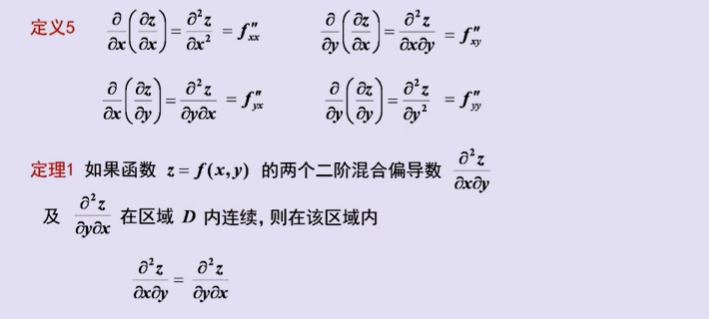 定义5 $\frac{\partial}{\partial x}\left(\frac{\partial z}{\partial x}\right)=\frac{\partial^2 z}{\partial x^2}=f''_{xx}$ $\frac{\partial}{\partial y}\left(\frac{\partial z}{\partial x}\right)=\frac{\partial^2 z}{\partial x\partial y}=f''_{xy}$
$\frac{\partial}{\partial x}\left(\frac{\partial z}{\partial y}\right)=\frac{\partial^2 z}{\partial y\partial x}=f''_{yx}$ $\frac{\partial}{\partial y}\left(\frac{\partial z}{\partial y}\right)=\frac{\partial^2 z}{\partial y^2}=f''_{yy}$
定理1 如果函数 z = f(x,y) 的两个二阶混合偏导数 $\frac{\partial^2 z}{\partial x\partial y}$
及 $\frac{\partial^2 z}{\partial y\partial x}$ 在区域 D 内连续,则在该区域内
$\frac{\partial^2 z}{\partial x\partial y}=\frac{\partial^2 z}{\partial y\partial x}$